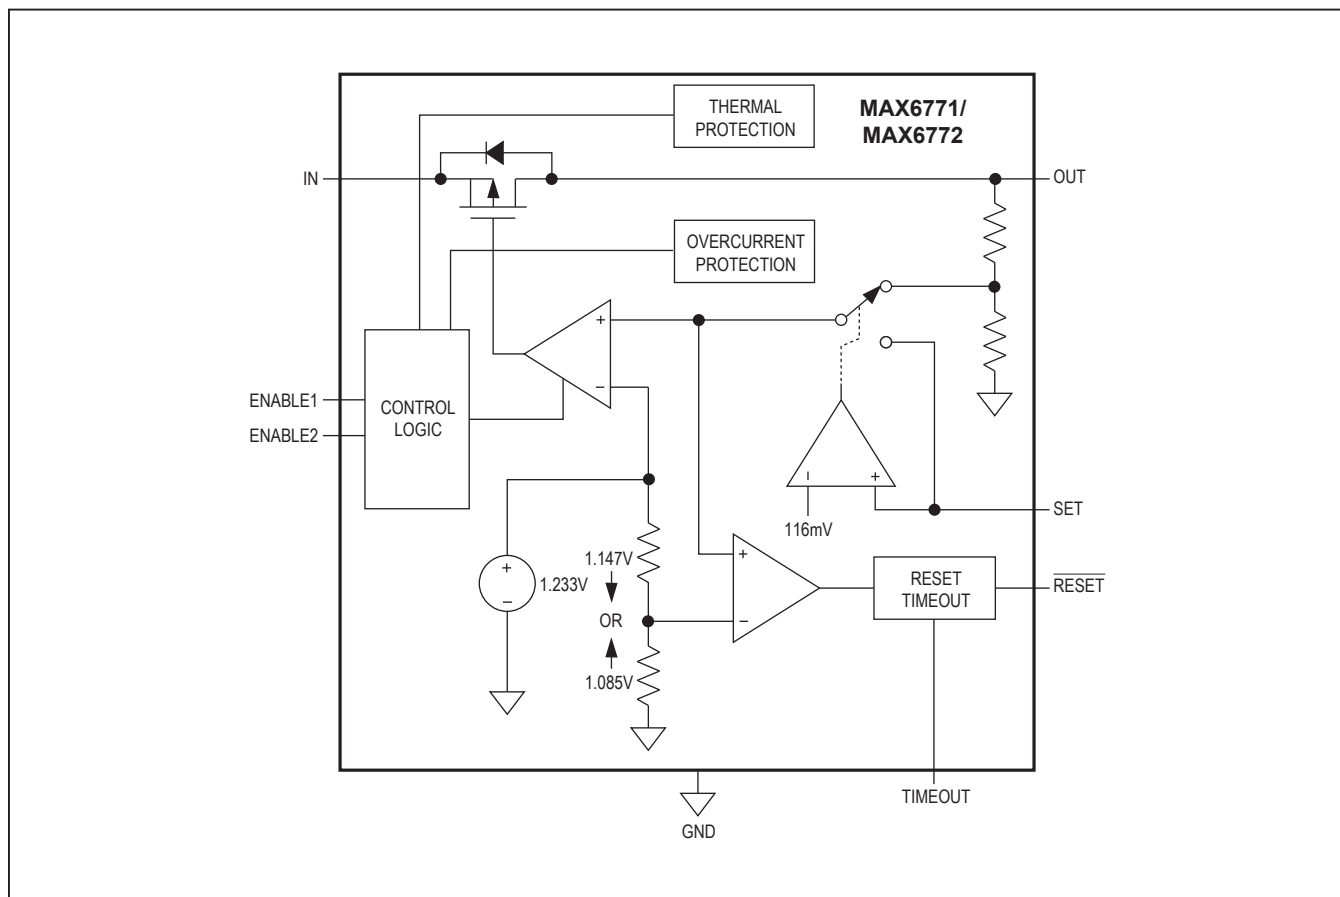 THERMAL
PROTECTION
MAX6771/
MAX6772
IN
OUT
OVERCURRENT
PROTECTION
+
−
ENABLE1
ENABLE2
CONTROL
LOGIC
−
+
116mV
SET
+
−
1.233V
1.147V
OR
1.085V
+
−
RESET
TIMEOUT
RESET
TIMEOUT
GND